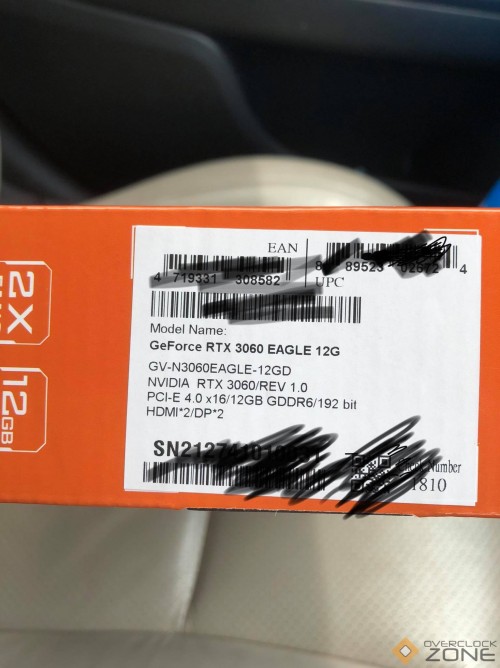 EAN
4 719331 308582
UPC
Model Name:
GeForce RTX 3060 EAGLE 12G
GV-N3060EAGLE-12GD
NVIDIA RTX 3060/REV 1.0
PCI-E 4.0 x16/12GB GDDR6/192 bit
HDMI*2/DP*2
Number
1810
2X
12GB
OVERCLOCK
ZONE